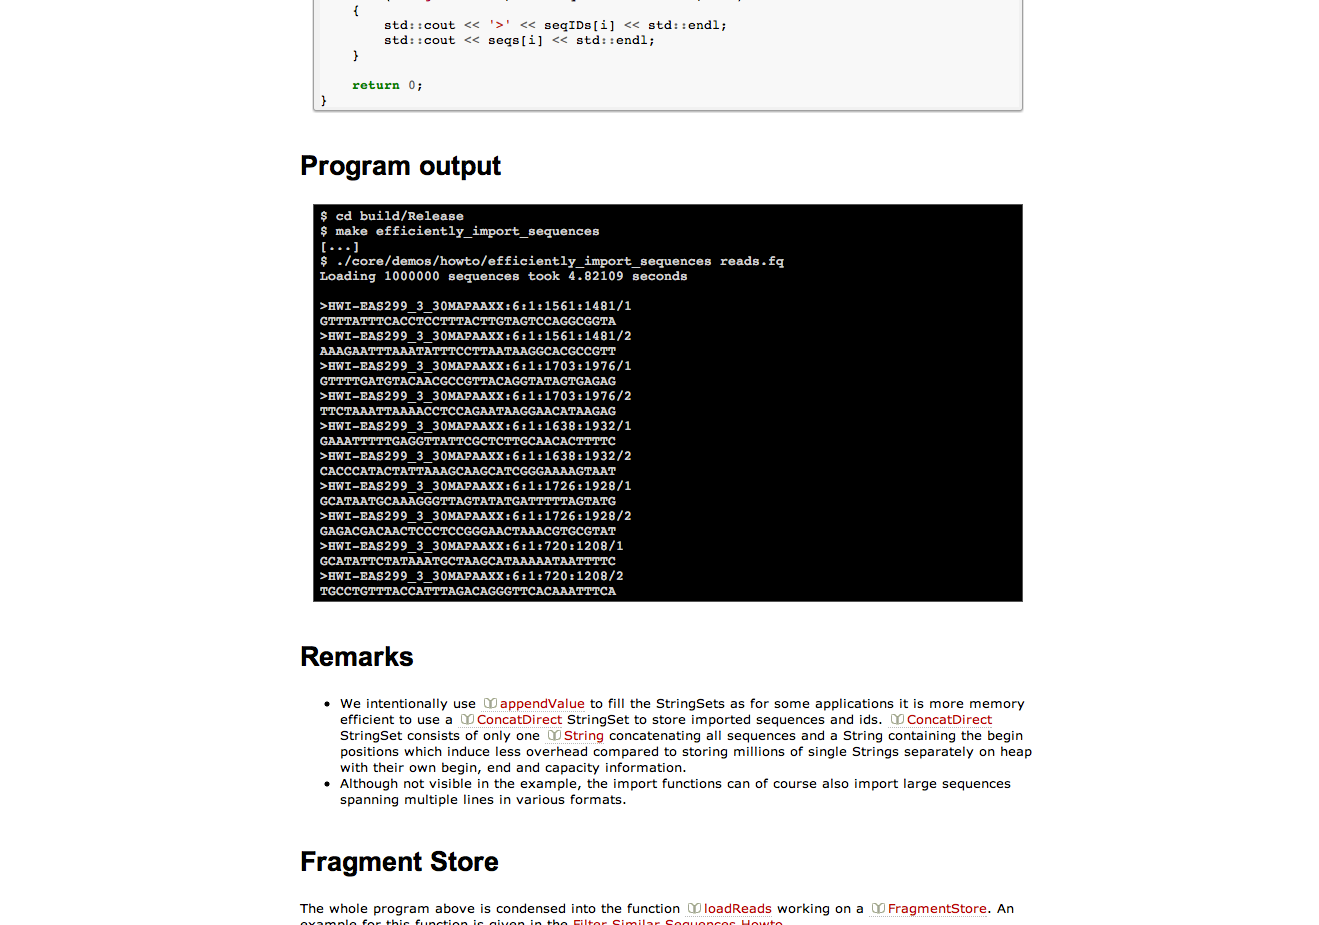 {
std::cout << '>' << seqIDs[i] << std::endl;
std::cout << seqs[i] << std::endl;
}
return 0;
}
Program output
$ cd build/Release
$ make efficiently_import_sequences
[...]
$ ./core/demos/howto/efficiently_import_sequences reads.fq
Loading 1000000 sequences took 4.82109 seconds
>HWI-EAS299_3_30MAPAAXX:6:1:1561:1481/1
GTTTATTTCACCTCCTTTACTTGTAGTCCAGGCGGTA
>HWI-EAS299_3_30MAPAAXX:6:1:1561:1481/2
AAAGAATTTAAATATTTCCTTAATAAGGCACGCCGTT
>HWI-EAS299_3_30MAPAAXX:6:1:1703:1976/1
GTTTTGATGTACAACGCCGTTACAGGTATAGTGAGAG
>HWI-EAS299_3_30MAPAAXX:6:1:1703:1976/2
TTCTAAATTAAAACCTCCAGAATAAGGAACATAAGAG
>HWI-EAS299_3_30MAPAAXX:6:1:1638:1932/1
GAAATTTTTGAGGTTATTCGCTCTTGCAACACTTTTC
>HWI-EAS299_3_30MAPAAXX:6:1:1638:1932/2
CACCCATACTATTAAAGCAAGCATCGGGAAAAGTAAT
>HWI-EAS299_3_30MAPAAXX:6:1:1726:1928/1
GCATAATGCAAAGGGTTAGTATATGATTTTTAGTATG
>HWI-EAS299_3_30MAPAAXX:6:1:1726:1928/2
GAGACGACAACTCCCTCCGGGAACTAAACGTGCGTAT
>HWI-EAS299_3_30MAPAAXX:6:1:720:1208/1
GCATATTCTATAAATGCTAAGCATAAAAATAATTTTC
>HWI-EAS299_3_30MAPAAXX:6:1:720:1208/2
TGCCTGTTTACCATTTAGACAGGGTTCACAAATTTCA
Remarks
• We intentionally use appendValue to fill the StringSets as for some applications it is more memory
efficient to use a ConcatDirect StringSet to store imported sequences and ids. ConcatDirect
StringSet consists of only one String concatenating all sequences and a String containing the begin
positions which induce less overhead compared to storing millions of single Strings separately on heap
with their own begin, end and capacity information.
• Although not visible in the example, the import functions can of course also import large sequences
spanning multiple lines in various formats.
Fragment Store
The whole program above is condensed into the function loadReads working on a FragmentStore. An
example for this function is given in the Filter Similar Sequences Howto.